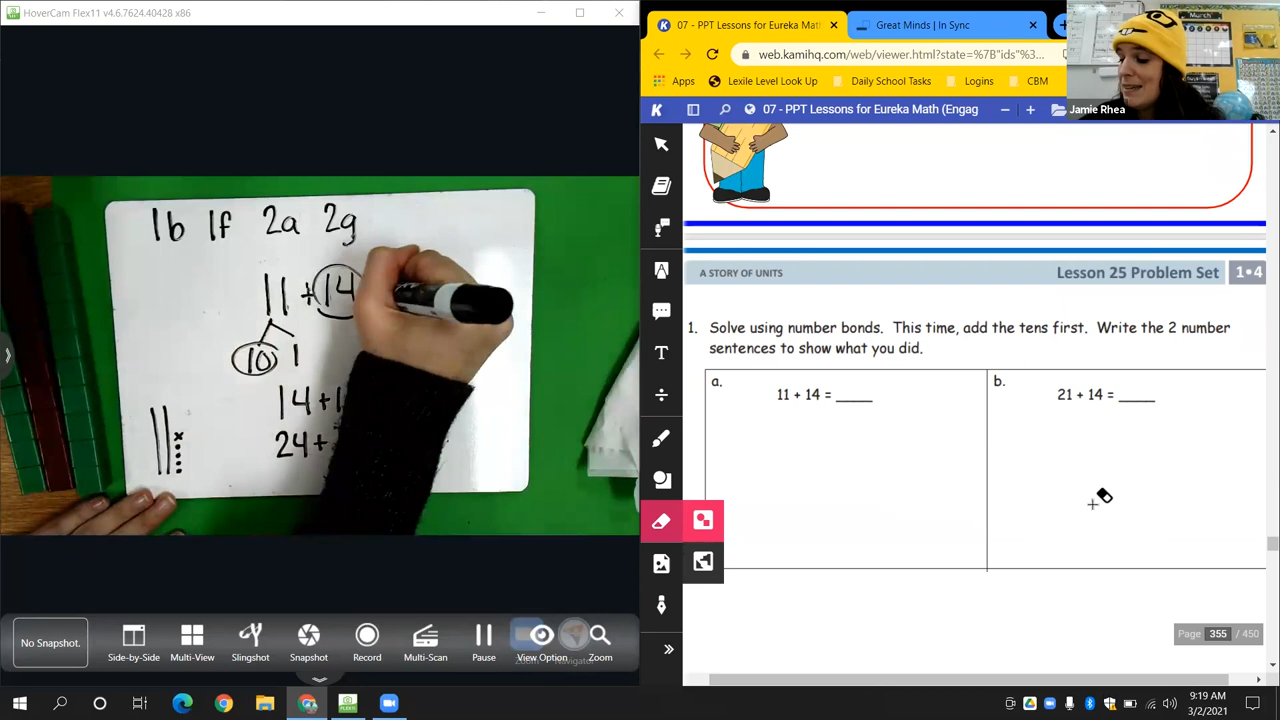 HoverCam Flex11 v4.6.7624.40428 x86
1b 1f 2a 2g
11 + 14
10 1
14 + 1
24 +
No Snapshot.
Side-by-Side
Multi-View
Slingshot
Snapshot
Record
Multi-Scan
Pause
View Option
Zoom
07 - PPT Lessons for Eureka Mat
Great Minds | In Sync
web.kamihq.com/web/viewer.html?state=%7B"ids"%3...
Apps
Lexile Level Look Up
Daily School Tasks
Logins
CBM
07 - PPT Lessons for Eureka Math (Engag
Jamie Rhea
A STORY OF UNITS
Lesson 25 Problem Set 1•4
1. Solve using number bonds. This time, add the tens first. Write the 2 number
sentences to show what you did.
a.
11 + 14 = ____
b.
21 + 14 = ____
Page 355 / 450
9:19 AM
3/2/2021